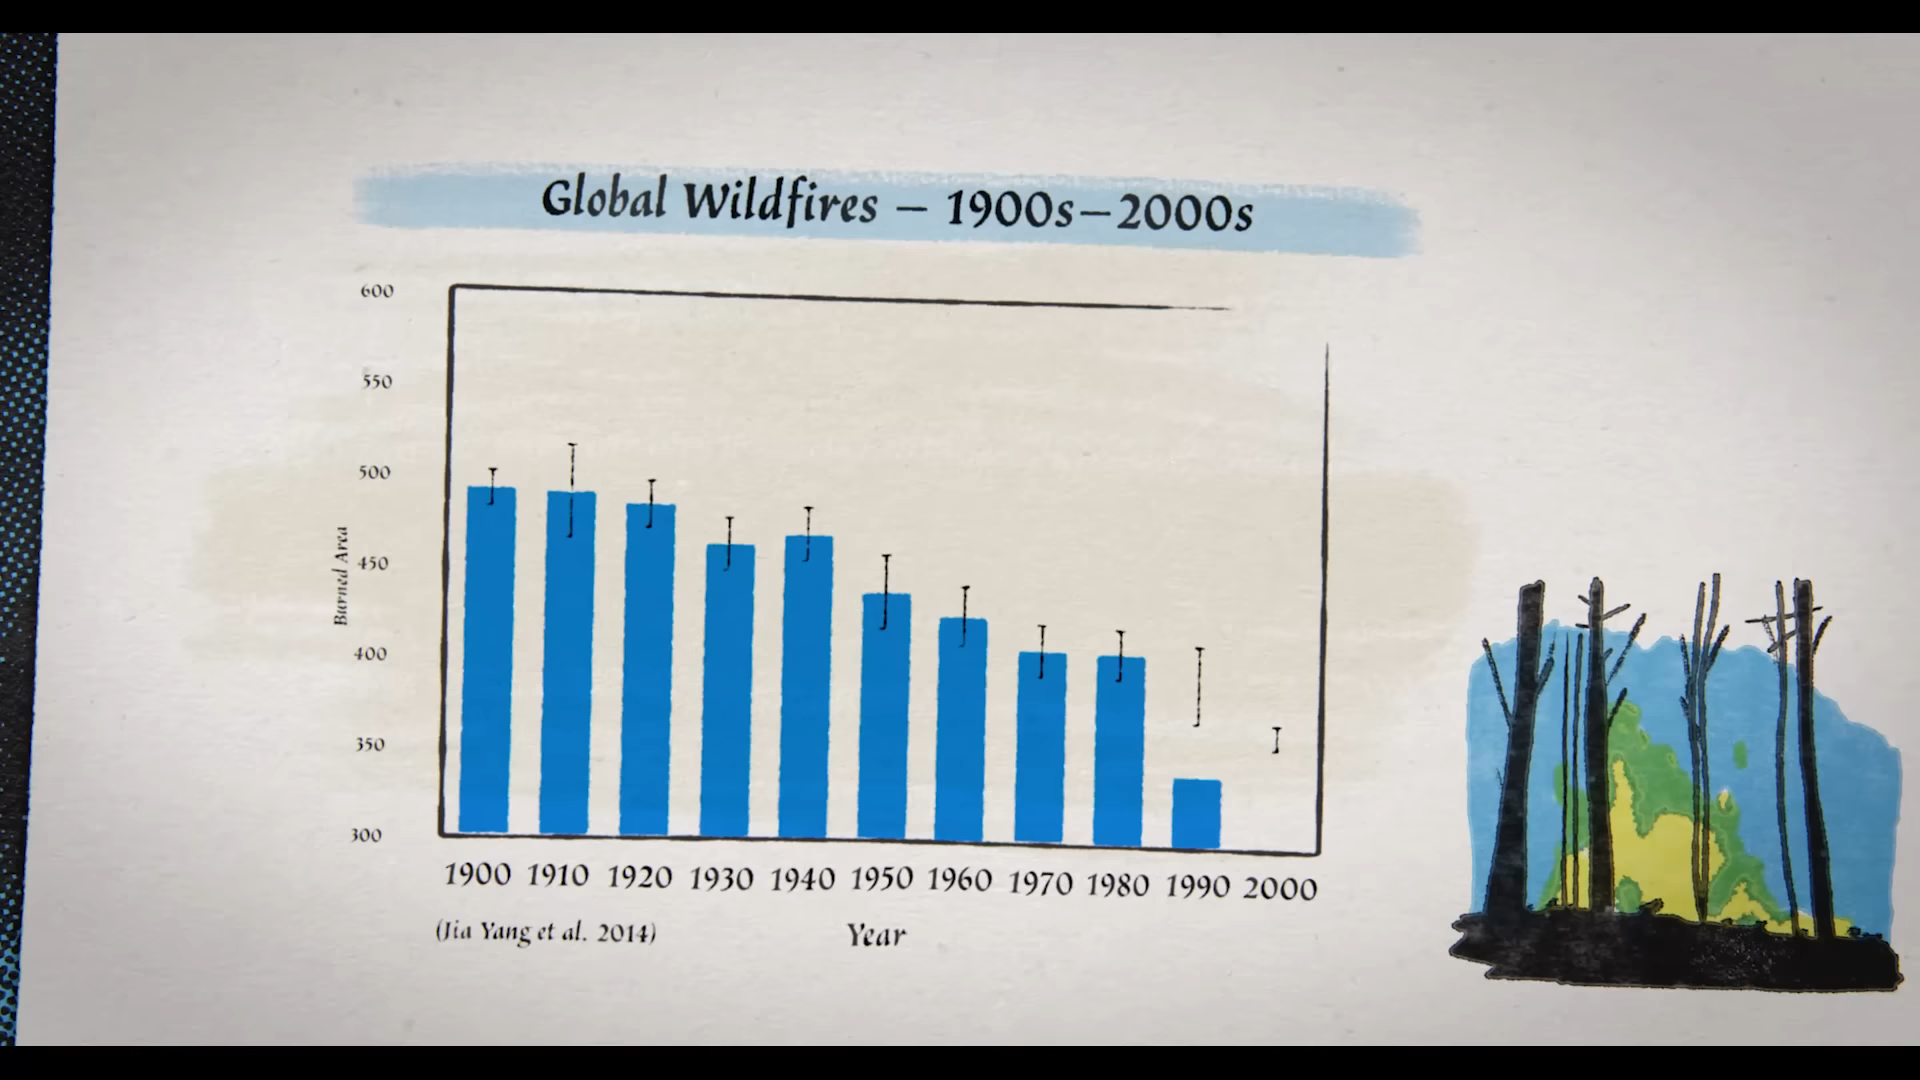 Global Wildfires – 1900s–2000s
600
550
500
450
400
350
300
Burned Area
1900 1910 1920 1930 1940 1950 1960 1970 1980 1990 2000
(Jia Yang et al. 2014)
Year